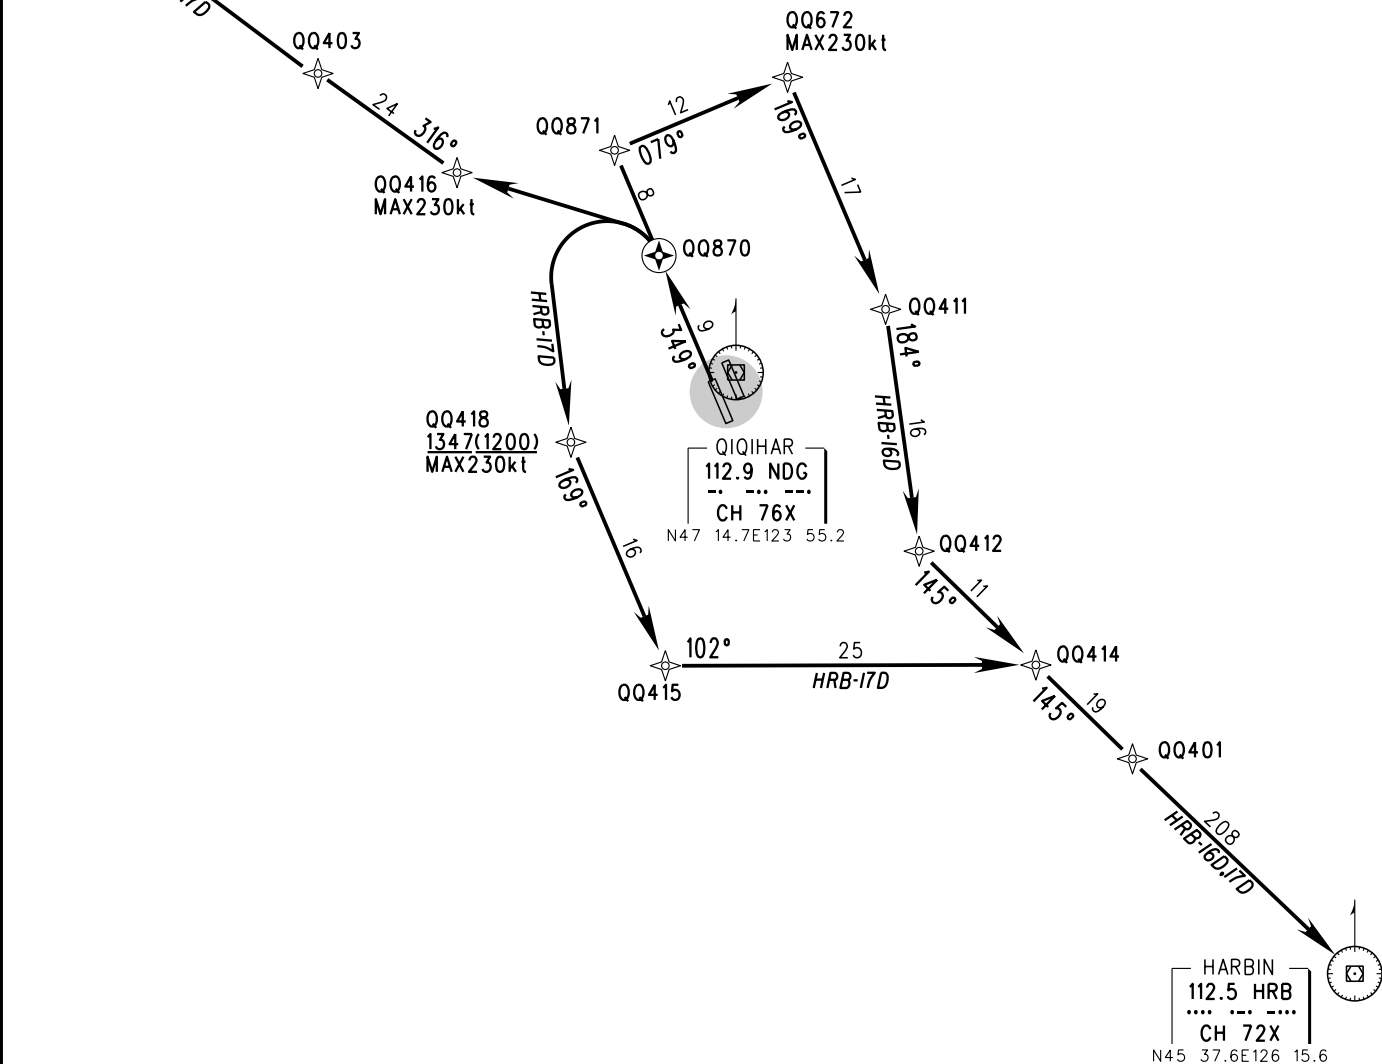 17D
QQ403
24
316°
QQ416
MAX230kt
QQ672
MAX230kt
QQ871
12
079°
169°
8
17
QQ870
9
349°
QQ411
184°
HRB-17D
HRB-16D
16
QQ418
1347(1200)
MAX230kt
169°
16
QIQIHAR
112.9 NDG
-. -.. --.
CH 76X
N47 14.7E123 55.2
QQ412
145°
11
QQ415
102°
25
HRB-17D
QQ414
145°
19
QQ401
208
HRB-16D,17D
HARBIN
112.5 HRB
.... .-. -...
CH 72X
N45 37.6E126 15.6